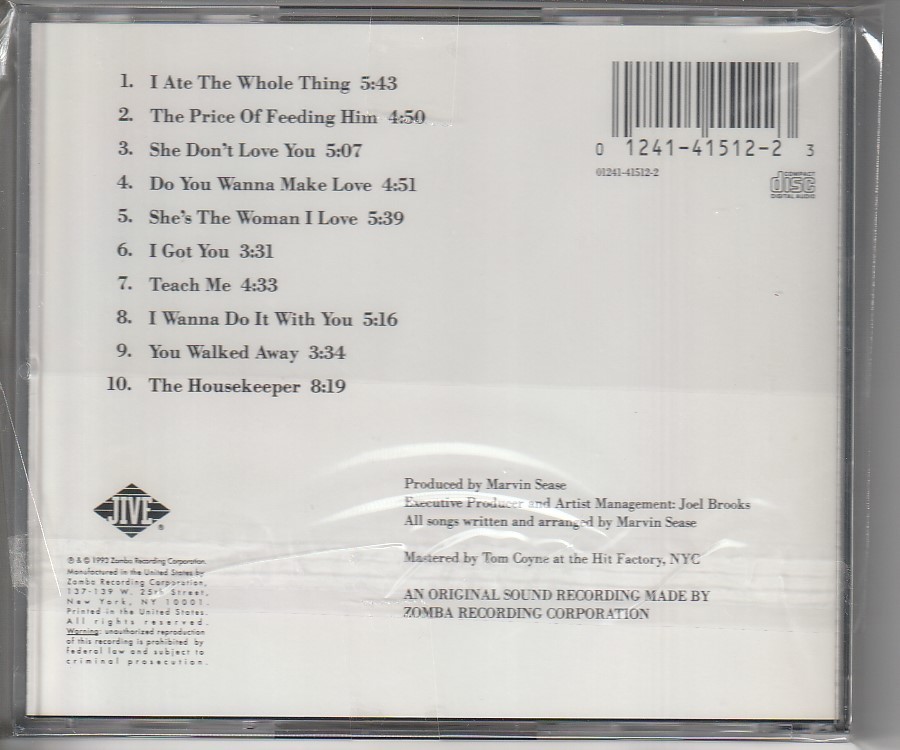 1. I Ate The Whole Thing 5:43
2. The Price Of Feeding Him 4:50
3. She Don't Love You 5:07
4. Do You Wanna Make Love 4:51
5. She's The Woman I Love 5:39
6. I Got You 3:31
7. Teach Me 4:33
8. I Wanna Do It With You 5:16
9. You Walked Away 3:34
10. The Housekeeper 8:19
0 1241-41512-2 3
01241-41512-2
COMPACT
disc
DIGITAL AUDIO
JIVE®
Produced by Marvin Sease
Executive Producer and Artist Management: Joel Brooks
All songs written and arranged by Marvin Sease
Mastered by Tom Coyne at the Hit Factory, NYC
AN ORIGINAL SOUND RECORDING MADE BY
ZOMBA RECORDING CORPORATION
℗ & © 1992 Zomba Recording Corporation.
Manufactured in the United States by
Zomba Recording Corporation,
137-139 W. 25th Street,
New York, NY 10001.
Printed in the United States.
All rights reserved.
Warning: unauthorized reproduction
of this recording is prohibited by
federal law and subject to
criminal prosecution.